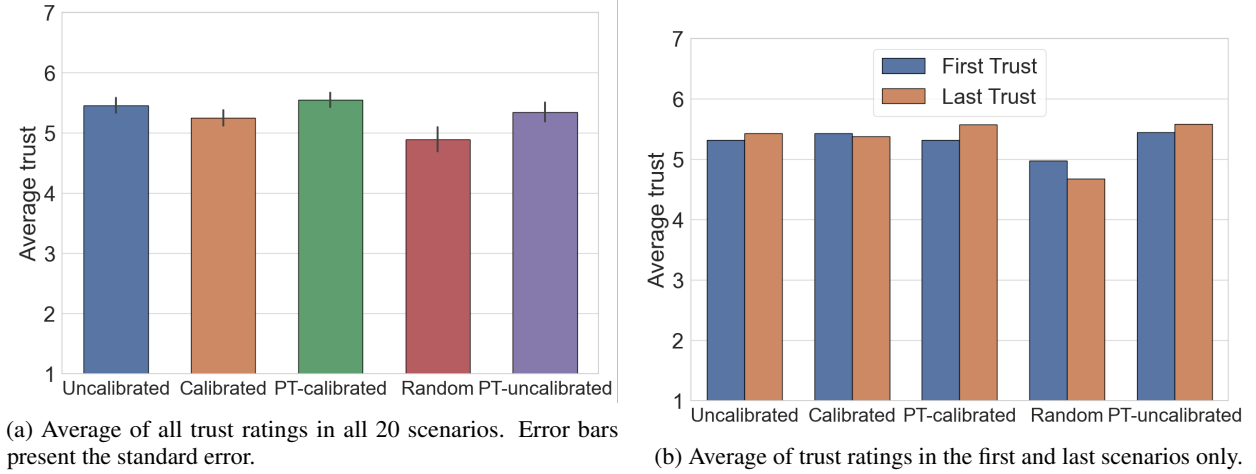 7
6
5
4
3
2
1
Average trust
Uncalibrated Calibrated PT-calibrated Random PT-uncalibrated
(a) Average of all trust ratings in all 20 scenarios. Error bars
present the standard error.
7
6
5
4
3
2
1
Average trust
First Trust
Last Trust
Uncalibrated Calibrated PT-calibrated Random PT-uncalibrated
(b) Average of trust ratings in the first and last scenarios only.